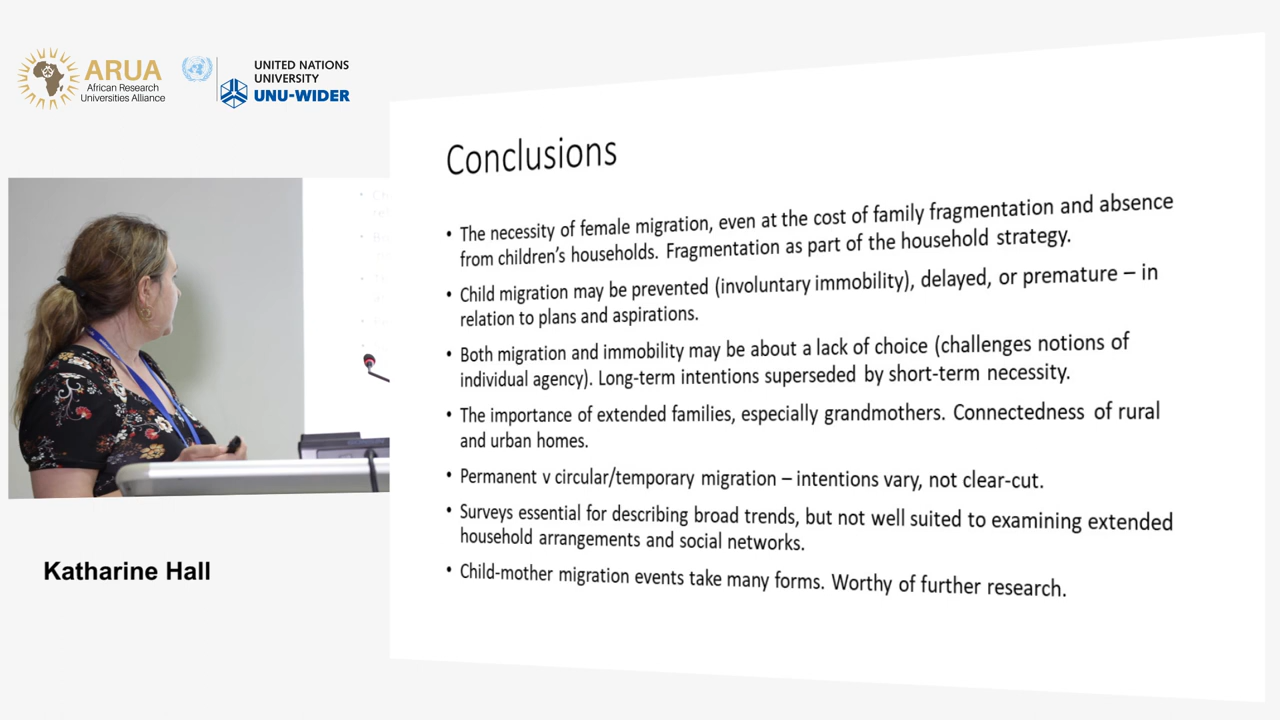 ARUA
African Research
Universities Alliance
UNITED NATIONS
UNIVERSITY
UNU-WIDER
Conclusions
• The necessity of female migration, even at the cost of family fragmentation and absence
from children's households. Fragmentation as part of the household strategy.
• Child migration may be prevented (involuntary immobility), delayed, or premature – in
relation to plans and aspirations.
• Both migration and immobility may be about a lack of choice (challenges notions of
individual agency). Long-term intentions superseded by short-term necessity.
• The importance of extended families, especially grandmothers. Connectedness of rural
and urban homes.
• Permanent v circular/temporary migration – intentions vary, not clear-cut.
• Surveys essential for describing broad trends, but not well suited to examining extended
household arrangements and social networks.
• Child-mother migration events take many forms. Worthy of further research.
Katharine Hall